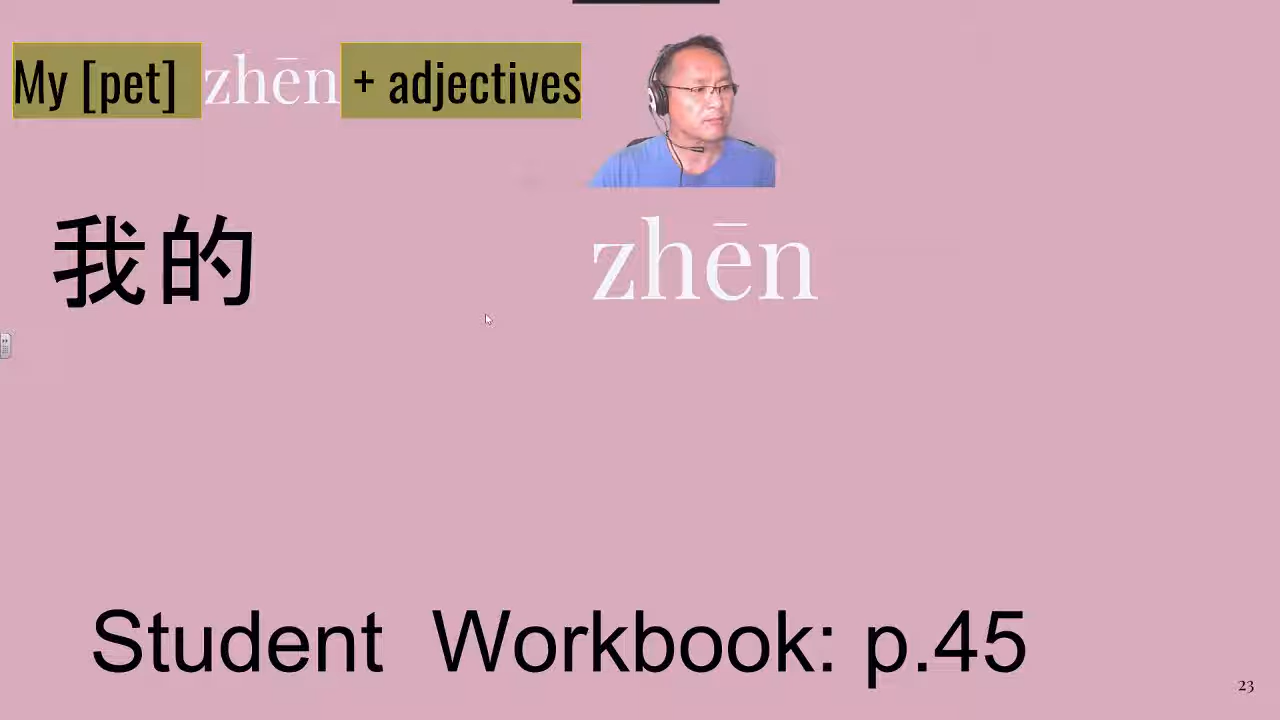 My [pet] zhēn + adjectives
我的 zhēn
Student Workbook: p.45
23